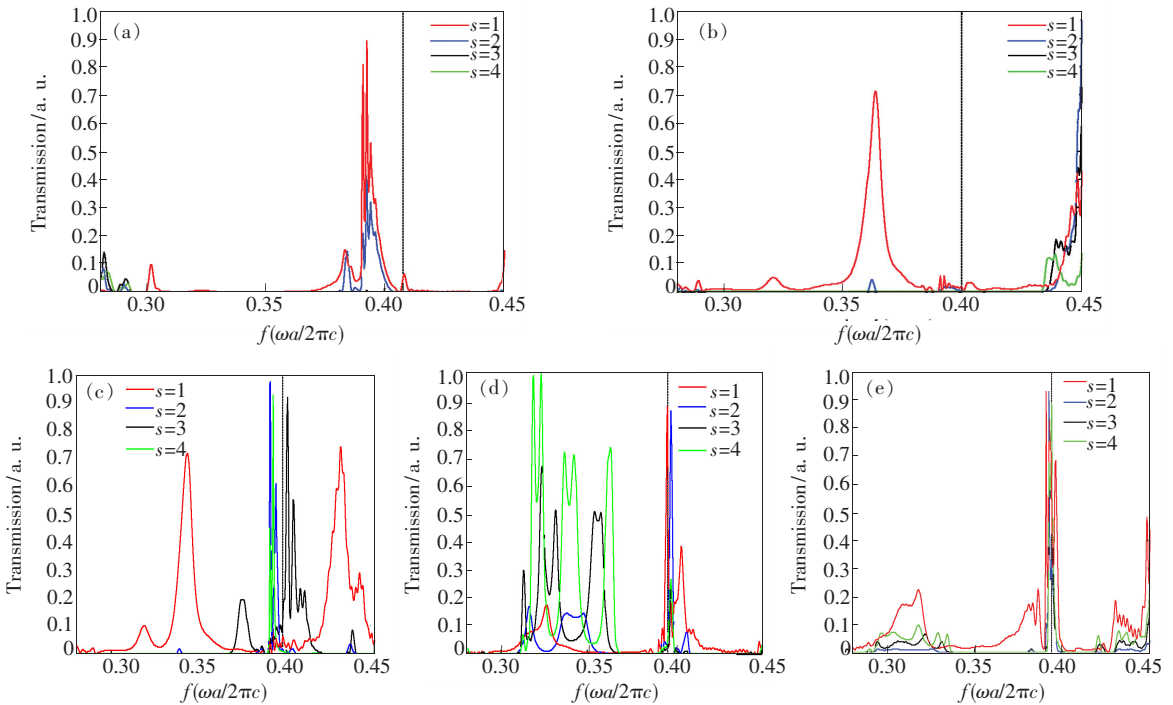 (a)
s=1
s=2
s=3
s=4
Transmission/a. u.
1.0
0.9
0.8
0.7
0.6
0.5
0.4
0.3
0.2
0.1
0
0.30 0.35 0.40 0.45
f(ωa/2πc)
(b)
s=1
s=2
s=3
s=4
Transmission/a. u.
1.0
0.9
0.8
0.7
0.6
0.5
0.4
0.3
0.2
0.1
0
0.30 0.35 0.40 0.45
f(ωa/2πc)
(c)
s=1
s=2
s=3
s=4
Transmission/a. u.
1.0
0.9
0.8
0.7
0.6
0.5
0.4
0.3
0.2
0.1
0
0.30 0.35 0.40 0.45
f(ωa/2πc)
(d)
s=1
s=2
s=3
s=4
Transmission/a. u.
1.0
0.9
0.8
0.7
0.6
0.5
0.4
0.3
0.2
0.1
0
0.30 0.35 0.40 0.45
f(ωa/2πc)
(e)
s=1
s=2
s=3
s=4
Transmission/a. u.
1.0
0.9
0.8
0.7
0.6
0.5
0.4
0.3
0.2
0.1
0
0.30 0.35 0.40 0.45
f(ωa/2πc)